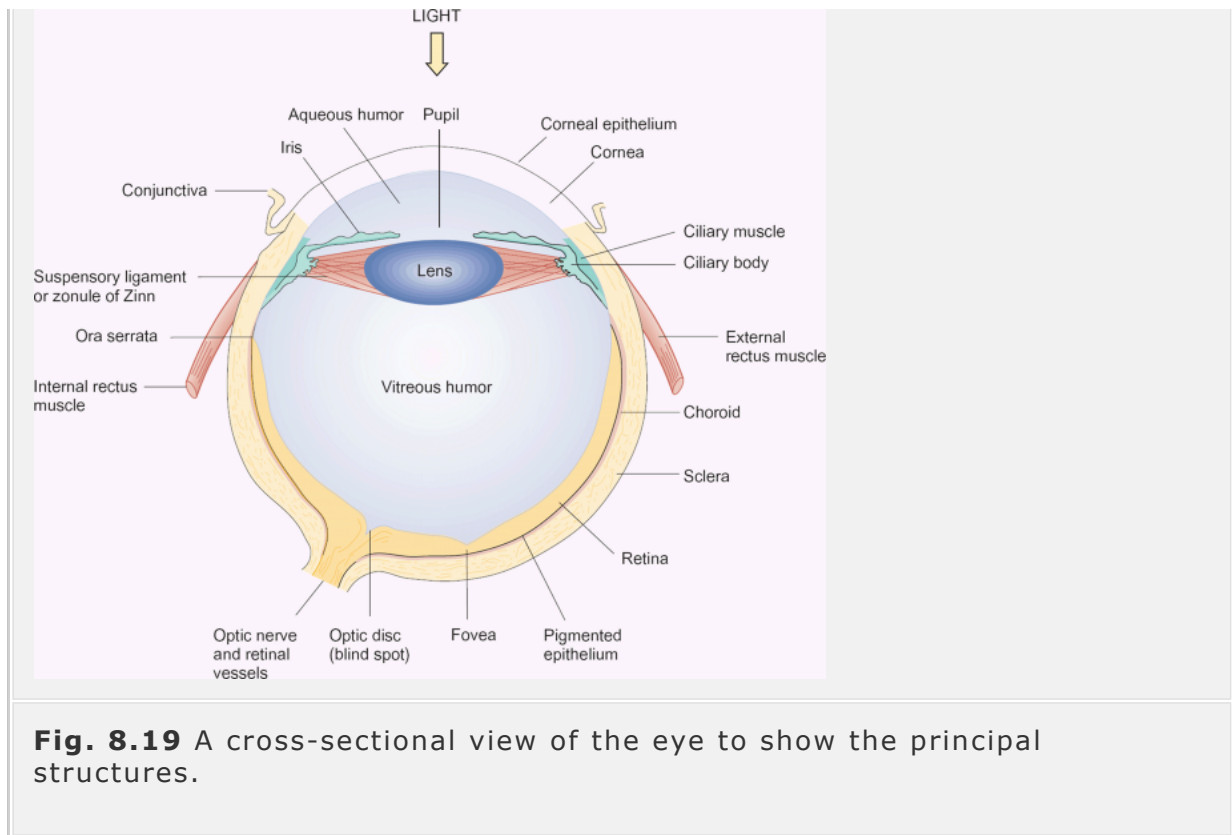 LIGHT
Aqueous humor
Pupil
Corneal epithelium
Iris
Cornea
Conjunctiva
Ciliary muscle
Ciliary body
Lens
Suspensory ligament
or zonule of Zinn
Ora serrata
External
rectus muscle
Internal rectus
muscle
Vitreous humor
Choroid
Sclera
Retina
Optic nerve
and retinal
vessels
Optic disc
(blind spot)
Fovea
Pigmented
epithelium
Fig. 8.19 A cross-sectional view of the eye to show the principal
structures.